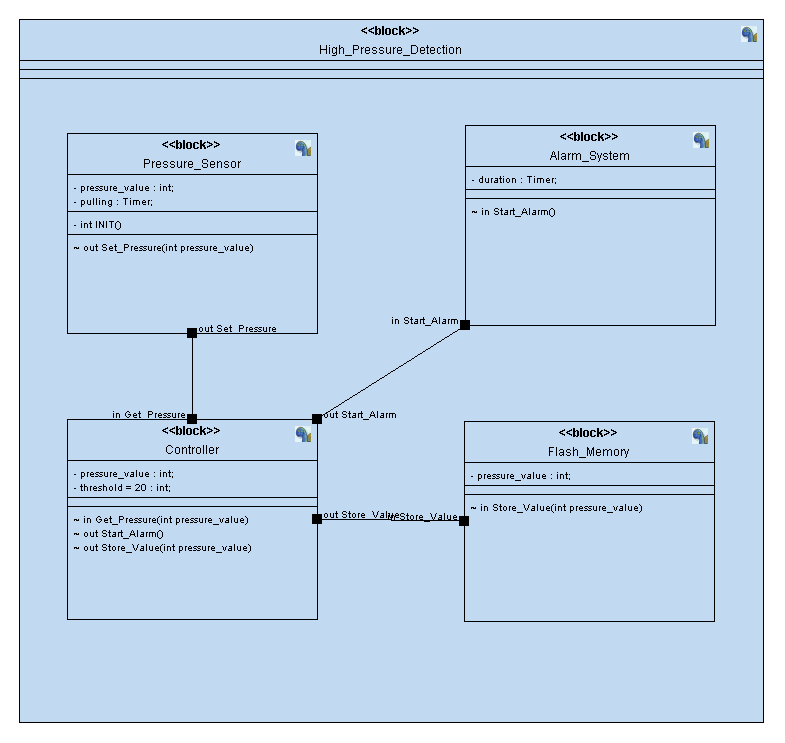 <<block>>
High_Pressure_Detection
<<block>>
Pressure_Sensor
- pressure_value : int;
- pulling : Timer;
- int INIT()
~ out Set_Pressure(int pressure_value)
<<block>>
Alarm_System
- duration : Timer;
~ in Start_Alarm()
out Set_Pressure
in Start_Alarm
in Get_Pressure
out Start_Alarm
<<block>>
Controller
- pressure_value : int;
- threshold = 20 : int;
~ in Get_Pressure(int pressure_value)
~ out Start_Alarm()
~ out Store_Value(int pressure_value)
out Store_Value
in Store_Value
<<block>>
Flash_Memory
- pressure_value : int;
~ in Store_Value(int pressure_value)